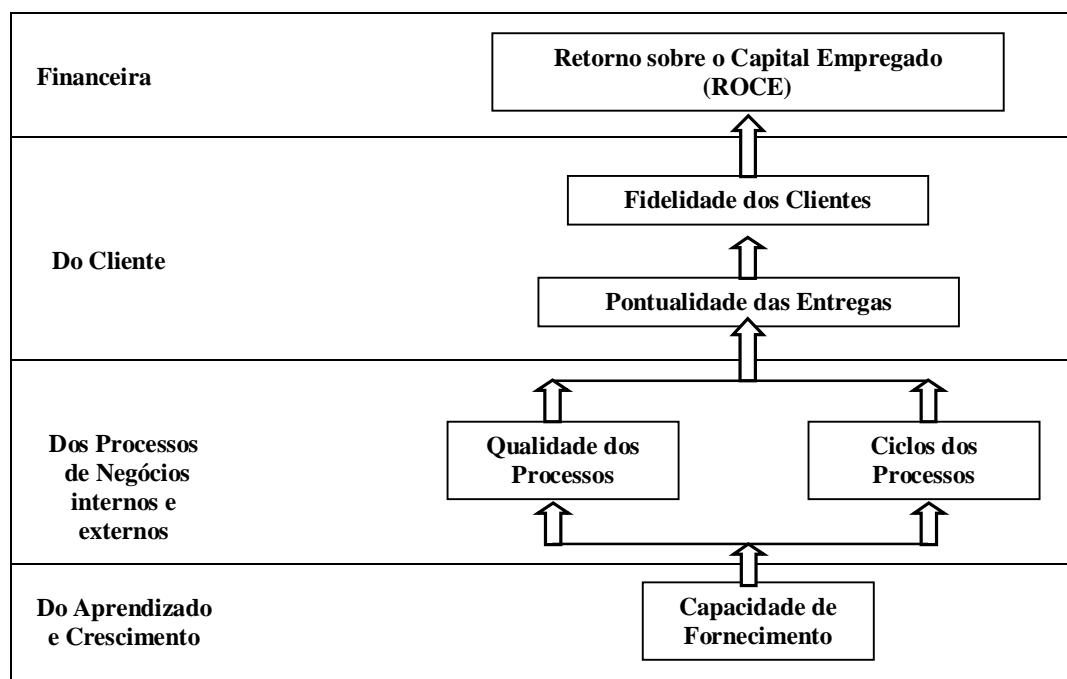 Financeira
Retorno sobre o Capital Empregado
(ROCE)
Do Cliente
Fidelidade dos Clientes
Pontualidade das Entregas
Dos Processos
de Negócios
internos e
externos
Qualidade dos
Processos
Ciclos dos
Processos
Do Aprendizado
e Crescimento
Capacidade de
Fornecimento